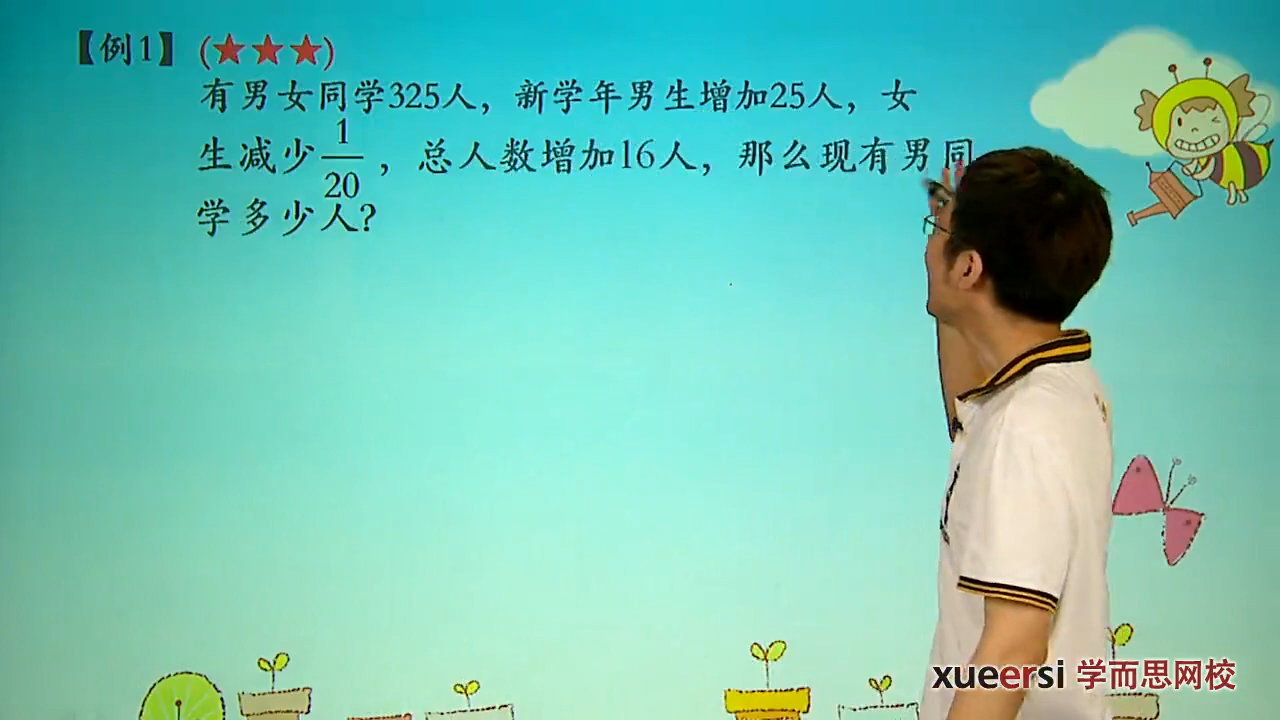 【例1】(★★★)
有男女同学325人，新学年男生增加25人，女
生减少1/20，总人数增加16人，那么现有男同
学多少人?
xueersi 学而思网校